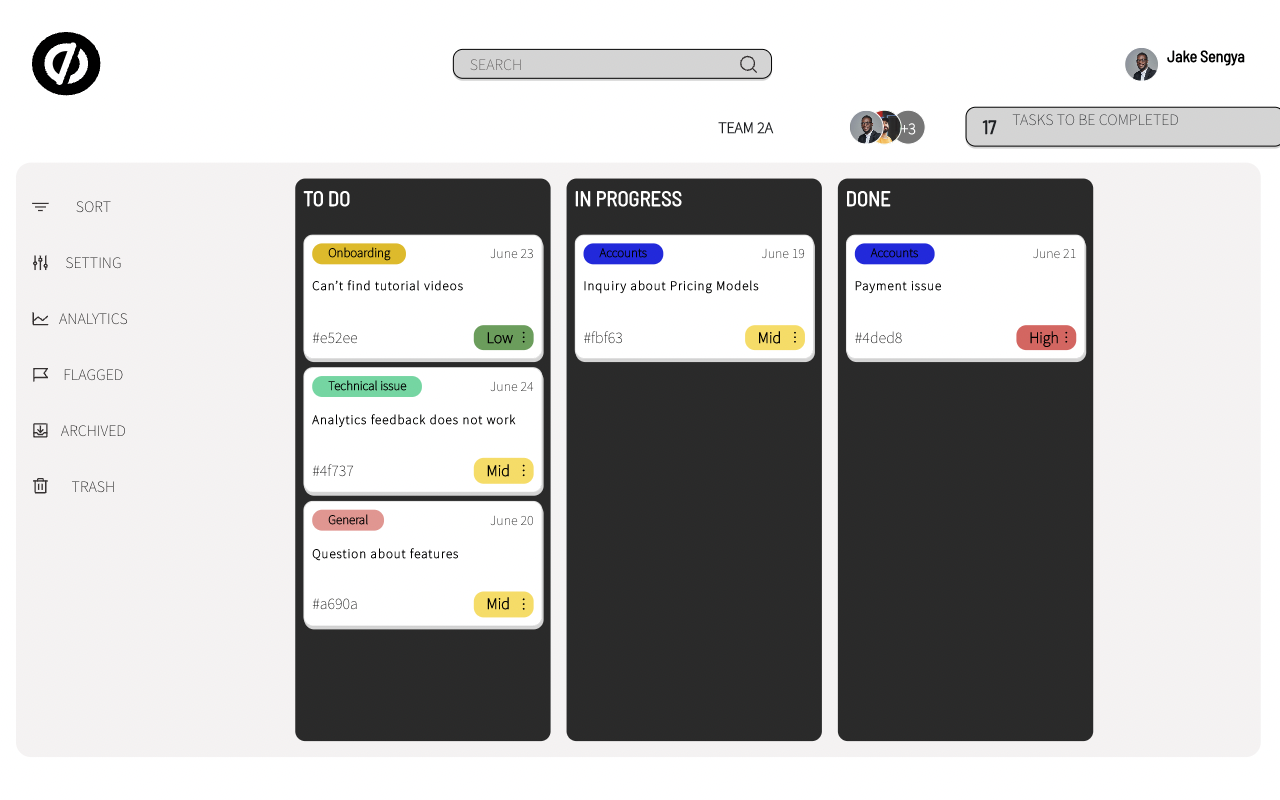 SEARCH
Jake Sengya
TEAM 2A
+3
17
TASKS TO BE COMPLETED
SORT
SETTING
ANALYTICS
FLAGGED
ARCHIVED
TRASH
TO DO
Onboarding
June 23
Can't find tutorial videos
#e52ee
Low
Technical issue
June 24
Analytics feedback does not work
#4f737
Mid
General
June 20
Question about features
#a690a
Mid
IN PROGRESS
Accounts
June 19
Inquiry about Pricing Models
#fbf63
Mid
DONE
Accounts
June 21
Payment issue
#4ded8
High